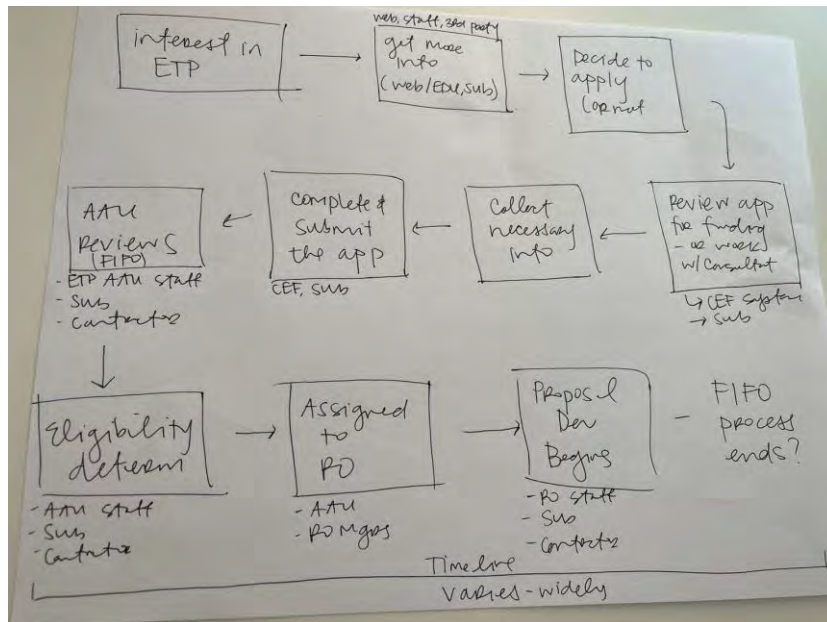 interest in
ETP
web, staff, 3rd party
get more
info
(web/EDU, sub)
Decide to
apply
(or not
Review app
for funding
- or work
w/Consultant
↳ CEF system
→ Sub
Collect
necessary
info
complete &
submit
the app
CEF, Sub
AAU
Reviews
(FIFO)
- ETP AAU staff
- Sub
- Contractor
Eligibility
determ
- AAU staff
- Sub
- Contractor
Assigned
to
RO
- AAU
- RO Mgrs
Proposal
Dev
Begins
- RO staff
- Sub
- Contractor
- FIFO
process
ends?
Timeline
varies - widely